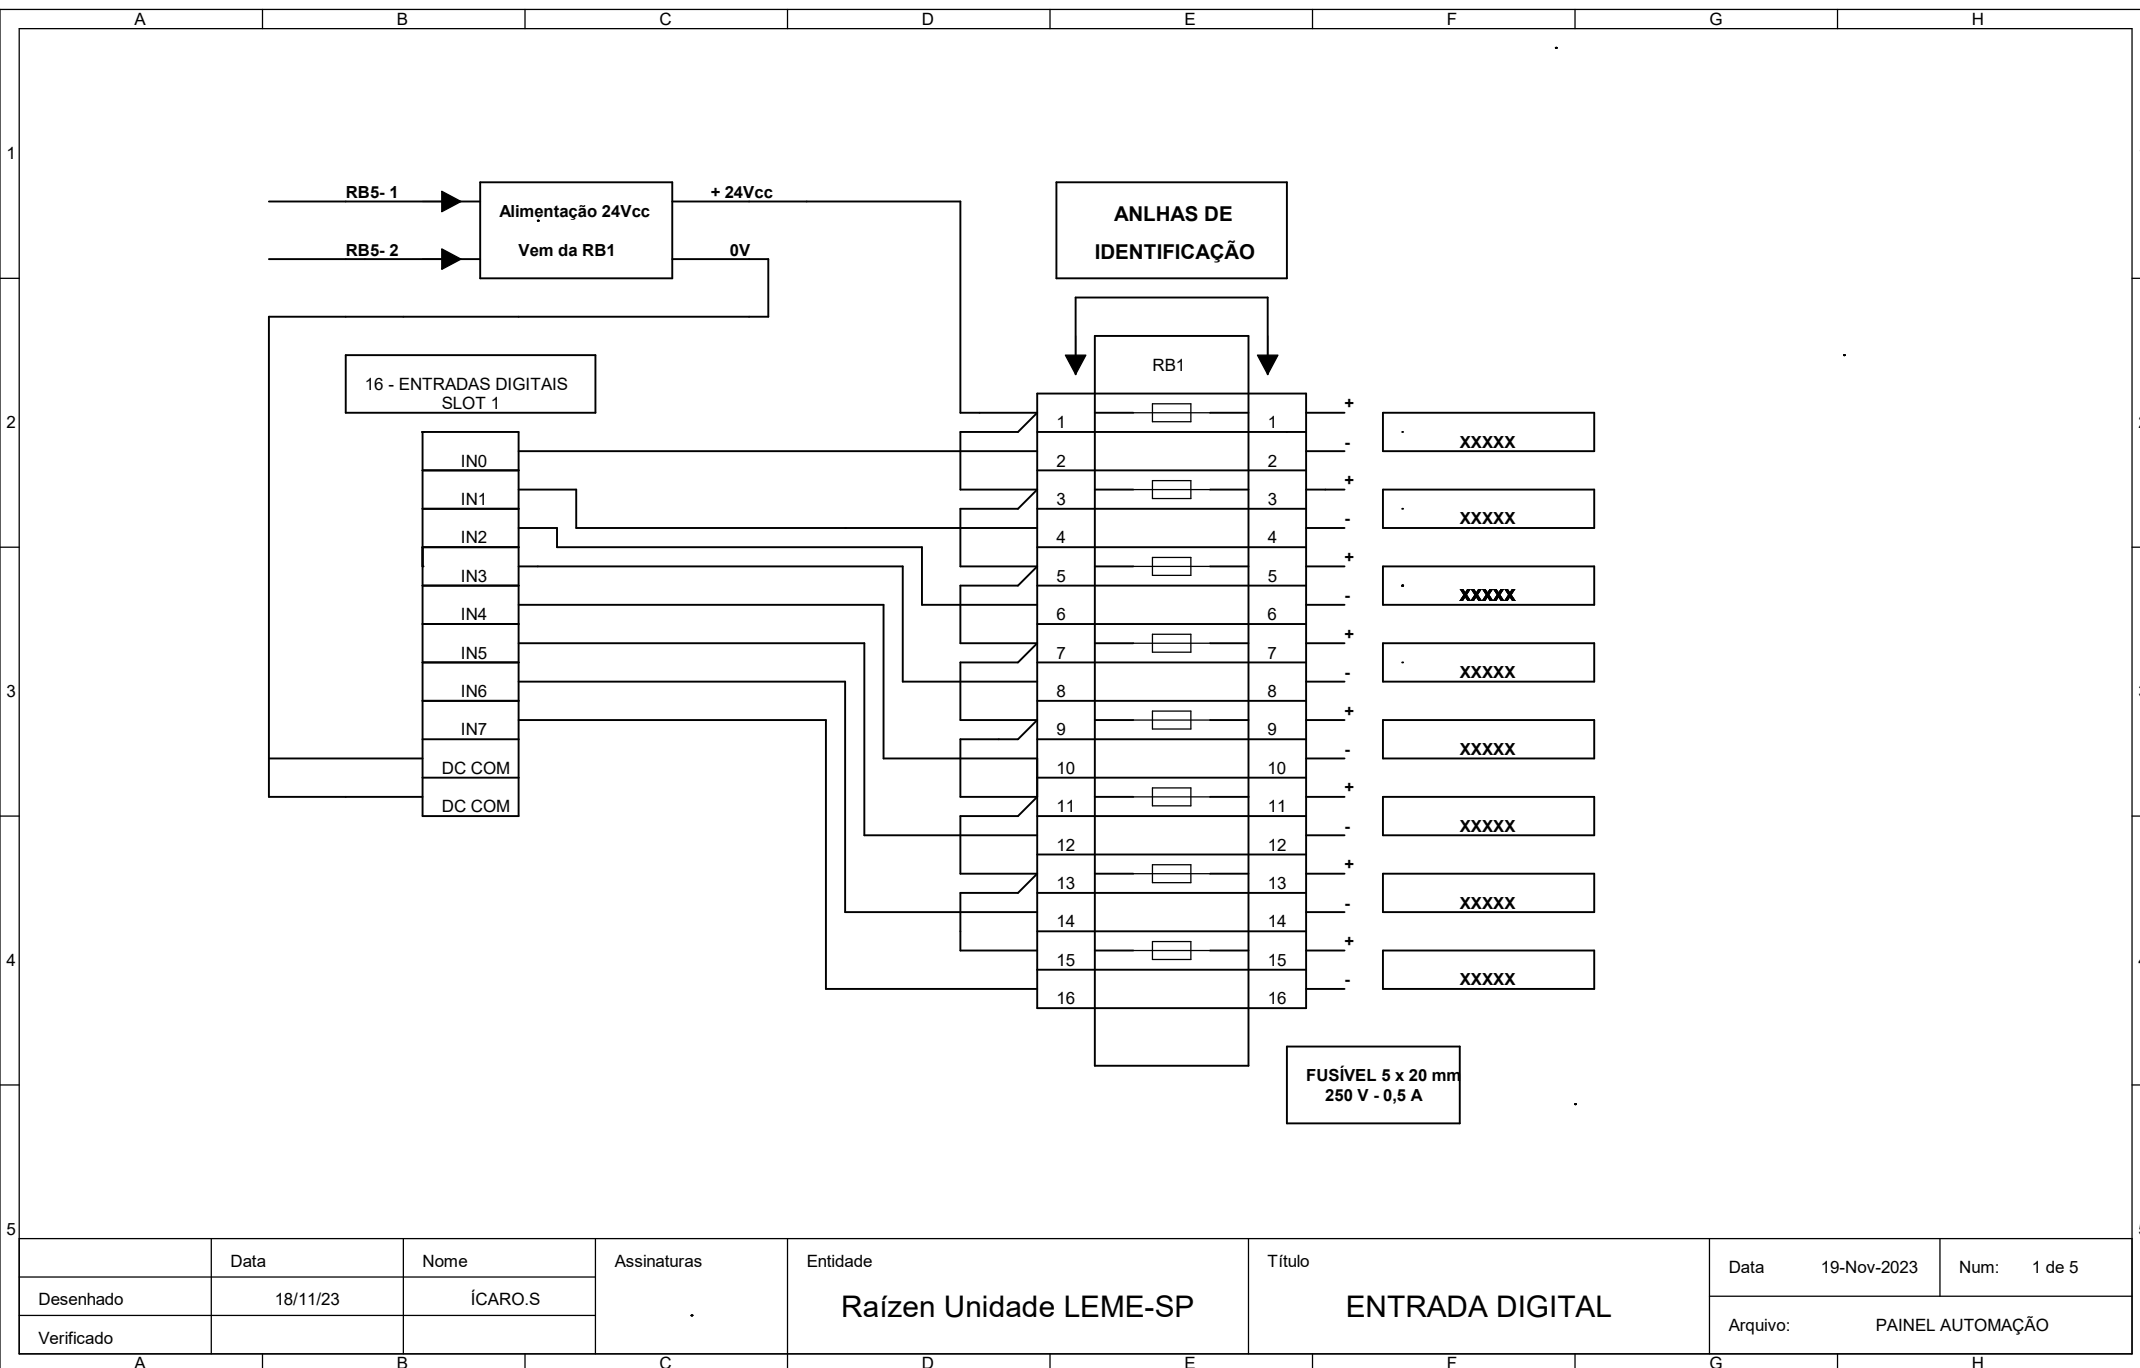 A B C D E F G H
1
RB5- 1
+ 24Vcc
Alimentação 24Vcc
ANLHAS DE
RB5- 2
Vem da RB1
0V
IDENTIFICAÇÃO
RB1
16 - ENTRADAS DIGITAIS
SLOT 1
2
1 1 +
XXXXX
IN0 2 2 -
IN1 3 3 +
XXXXX
IN2 4 4 -
IN3 5 5 +
XXXXX
IN4 6 6 -
IN5 7 7 +
XXXXX
3
IN6 8 8 -
IN7 9 9 +
XXXXX
DC COM 10 10 -
DC COM 11 11 +
XXXXX
12 12 -
13 13 +
XXXXX
14 14 -
4
15 15 +
XXXXX
16 16 -
FUSÍVEL 5 x 20 mm
250 V - 0,5 A
5
Data Nome Assinaturas Entidade Título Data 19-Nov-2023 Num: 1 de 5
Desenhado 18/11/23 ÍCARO.S Raízen Unidade LEME-SP ENTRADA DIGITAL
Verificado Arquivo: PAINEL AUTOMAÇÃO
A B C D E F G H